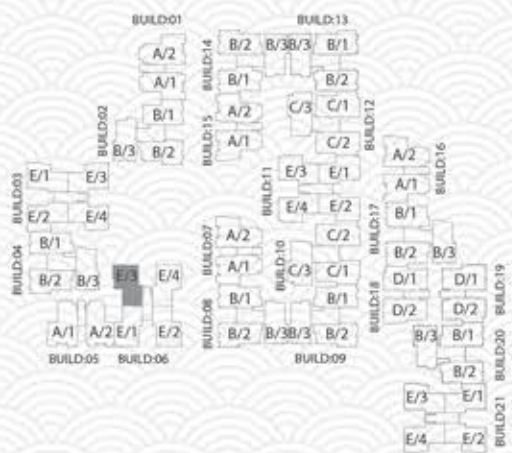 BUILD:01
A/2
A/1
BUILD:02
B/1
B/3
B/2
BUILD:03
E/1
E/3
E/2
E/4
BUILD:04
B/1
B/2
B/3
A/1
A/2
BUILD:05
E/3
E/4
E/1
E/2
BUILD:06
BUILD:13
BUILD:14
B/2
B/3
B/3
B/1
B/1
B/2
BUILD:15
A/2
A/1
C/3
C/1
C/2
BUILD:12
BUILD:11
E/3
E/1
E/4
E/2
BUILD:07
A/2
A/1
BUILD:10
C/2
C/3
C/1
BUILD:08
B/1
B/2
B/3
B/3
B/1
B/2
BUILD:09
A/2
A/1
BUILD:16
BUILD:17
B/1
B/2
B/3
BUILD:18
D/1
D/2
D/1
D/2
BUILD:19
B/3
B/1
B/2
BUILD:20
E/3
E/1
E/4
E/2
BUILD:21